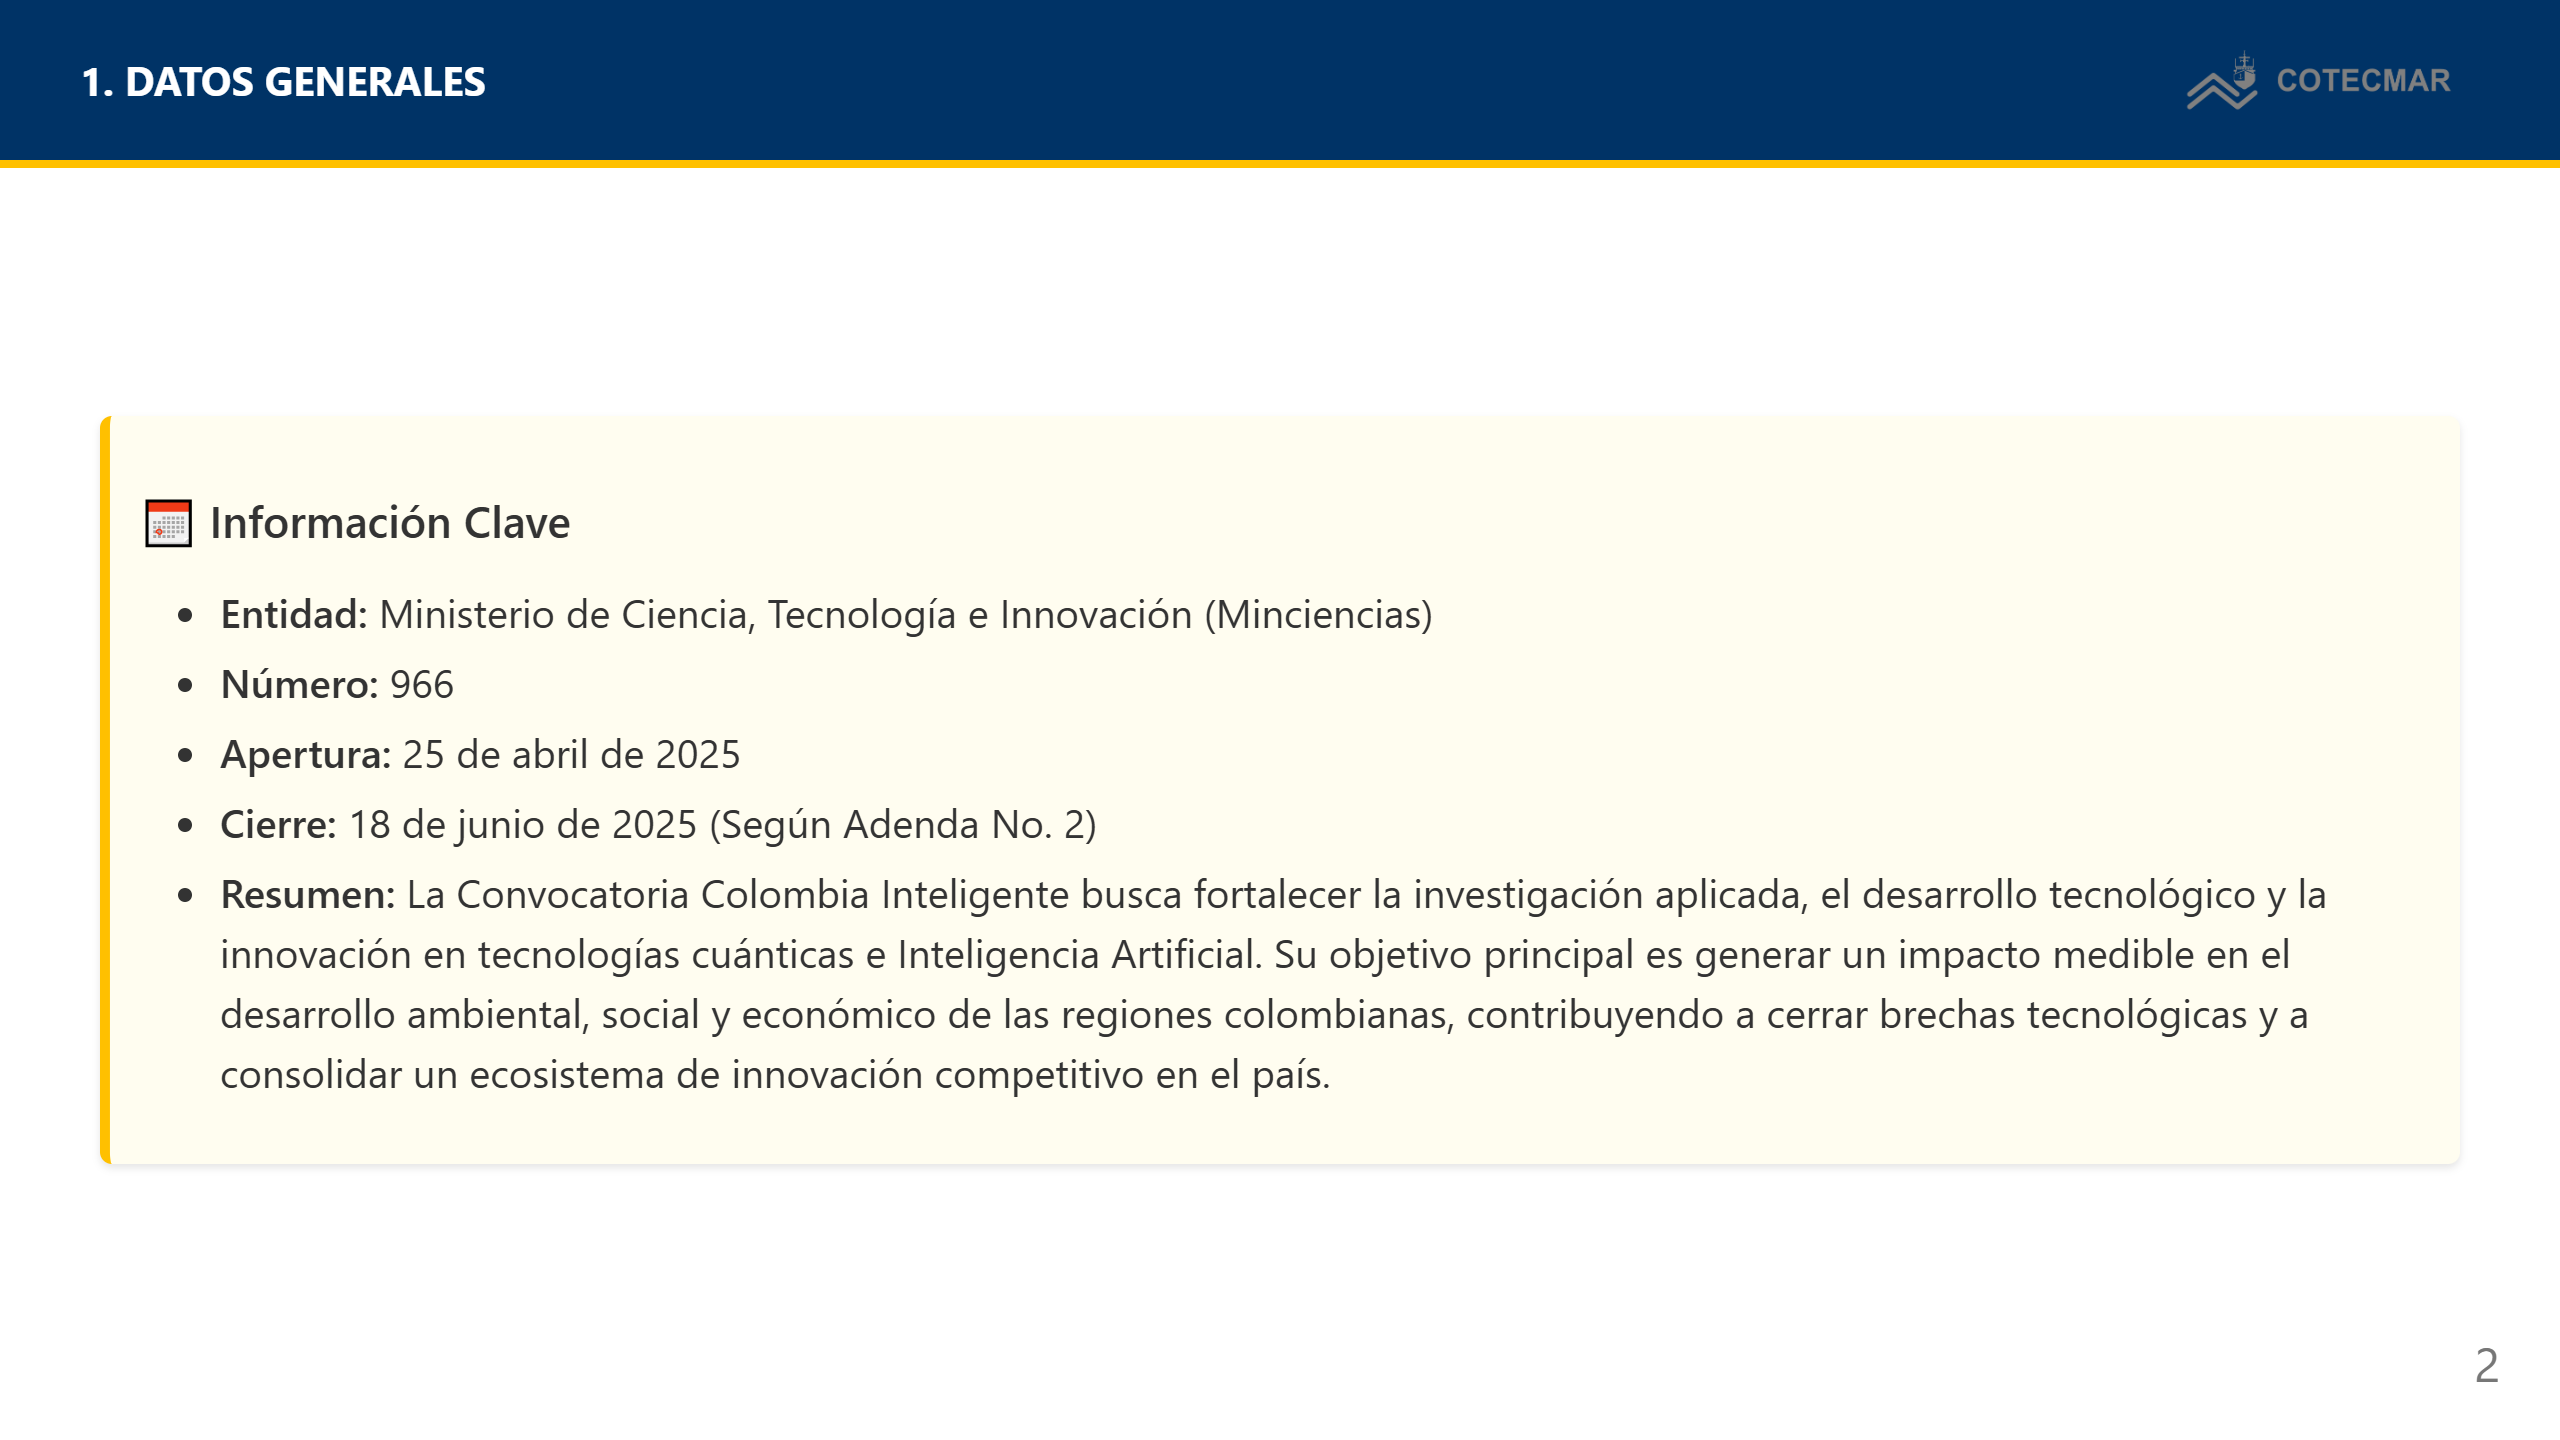 1. DATOS GENERALES
COTECMAR
Información Clave
• Entidad: Ministerio de Ciencia, Tecnología e Innovación (Minciencias)
• Número: 966
• Apertura: 25 de abril de 2025
• Cierre: 18 de junio de 2025 (Según Adenda No. 2)
• Resumen: La Convocatoria Colombia Inteligente busca fortalecer la investigación aplicada, el desarrollo tecnológico y la
innovación en tecnologías cuánticas e Inteligencia Artificial. Su objetivo principal es generar un impacto medible en el
desarrollo ambiental, social y económico de las regiones colombianas, contribuyendo a cerrar brechas tecnológicas y a
consolidar un ecosistema de innovación competitivo en el país.
2